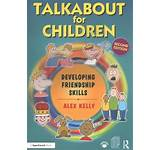 TALKABOUT for
CHILDREN
SECOND EDITION
DEVELOPING FRIENDSHIP
SKILLS
ALEX KELLY